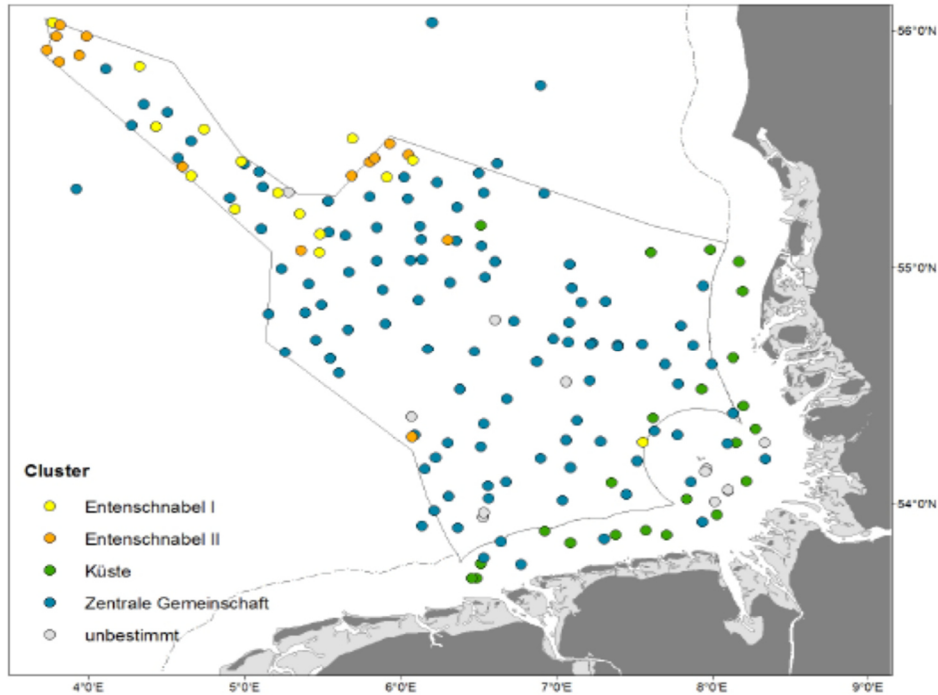 56°0'N
55°0'N
54°0'N
Cluster
Entenschnabel I
Entenschnabel II
Küste
Zentrale Gemeinschaft
unbestimmt
4°0'E 5°0'E 6°0'E 7°0'E 8°0'E 9°0'E